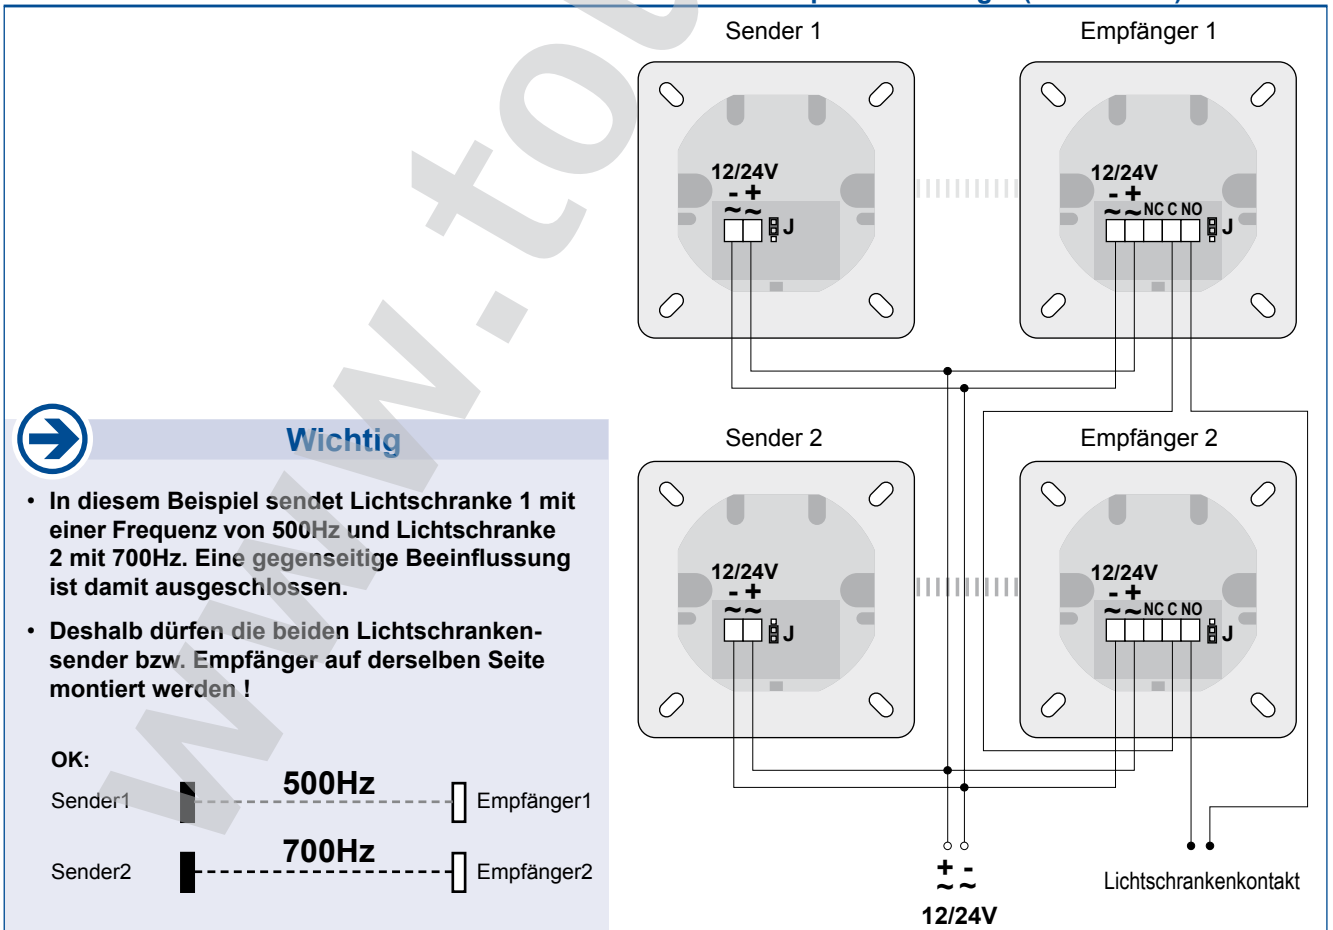 Sender 1
Empfänger 1
12/24V
- +
~ ~
J
12/24V
- +
~ ~ NC C NO
J
Wichtig
• In diesem Beispiel sendet Lichtschranke 1 mit
einer Frequenz von 500Hz und Lichtschranke
2 mit 700Hz. Eine gegenseitige Beeinflussung
ist damit ausgeschlossen.
• Deshalb dürfen die beiden Lichtschranken-
sender bzw. Empfänger auf derselben Seite
montiert werden !
OK:
Sender1
500Hz
Empfänger1
Sender2
700Hz
Empfänger2
Sender 2
Empfänger 2
12/24V
- +
~ ~
J
12/24V
- +
~ ~ NC C NO
J
+ -
~ ~
12/24V
Lichtschrankenkontakt
www.to